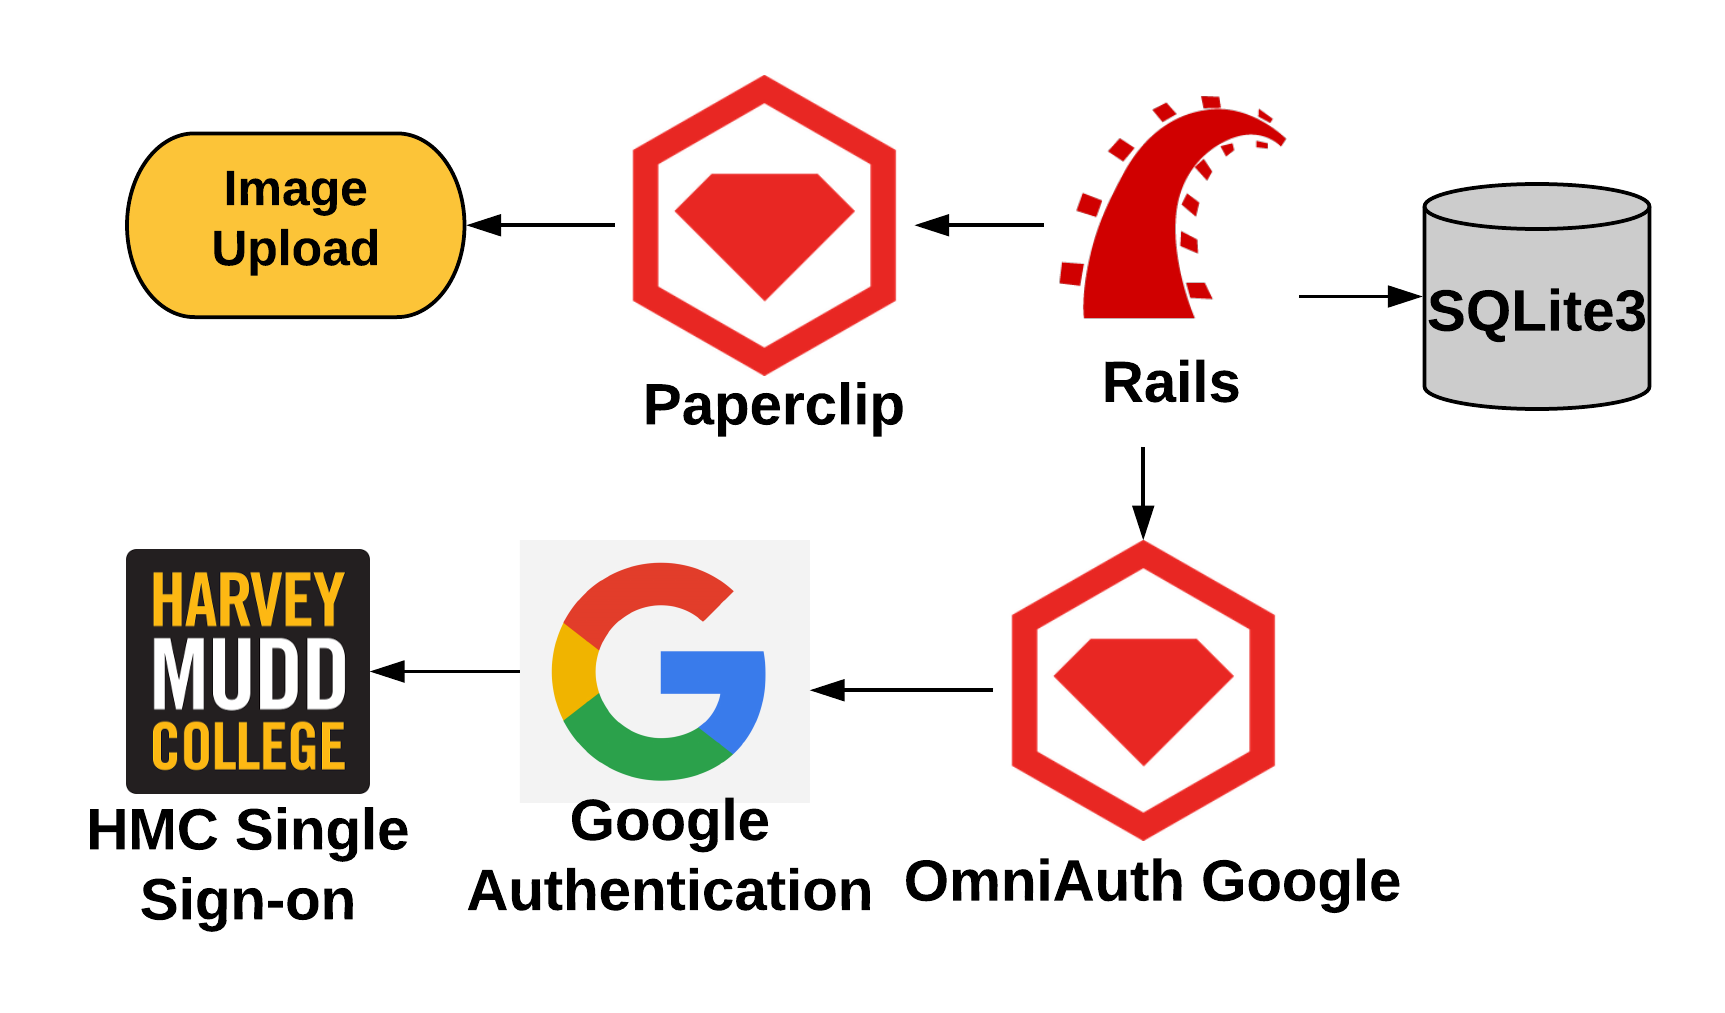 Image
Upload
SQLite3
Rails
Paperclip
HARVEY
MUDD
COLLEGE
HMC Single
Sign-on
Google
Authentication
OmniAuth Google